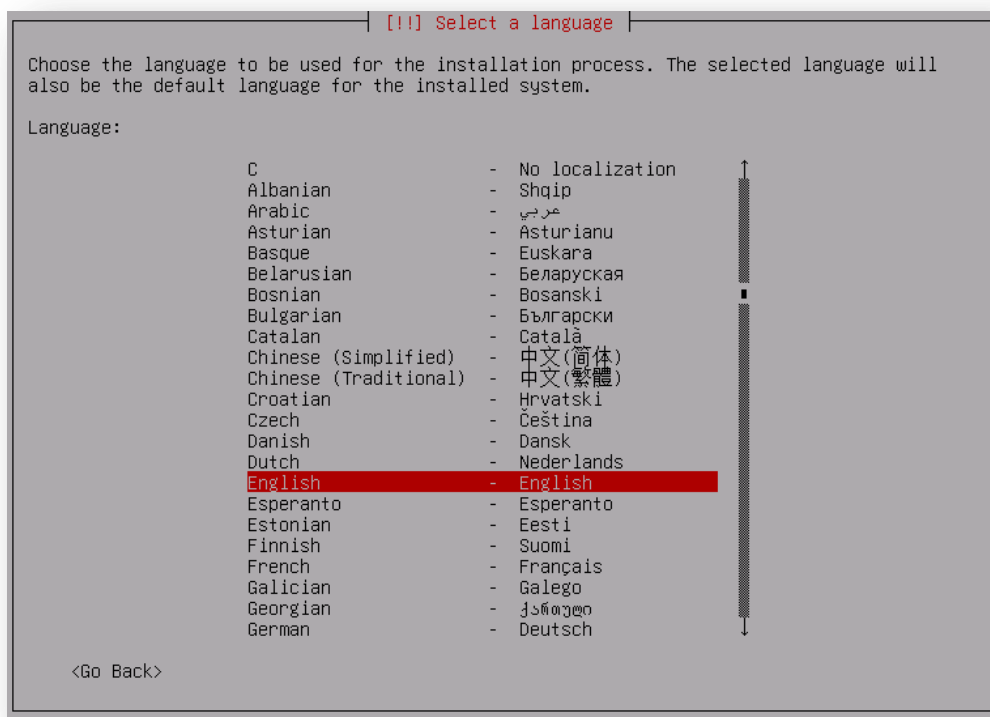 [!!] Select a language
Choose the language to be used for the installation process. The selected language will
also be the default language for the installed system.
Language:
C - No localization
Albanian - Shqip
Arabic - عربي
Asturian - Asturianu
Basque - Euskara
Belarusian - Беларуская
Bosnian - Bosanski
Bulgarian - Български
Catalan - Català
Chinese (Simplified) - 中文(简体)
Chinese (Traditional) - 中文(繁體)
Croatian - Hrvatski
Czech - Čeština
Danish - Dansk
Dutch - Nederlands
English - English
Esperanto - Esperanto
Estonian - Eesti
Finnish - Suomi
French - Français
Galician - Galego
Georgian - ქართული
German - Deutsch
<Go Back>